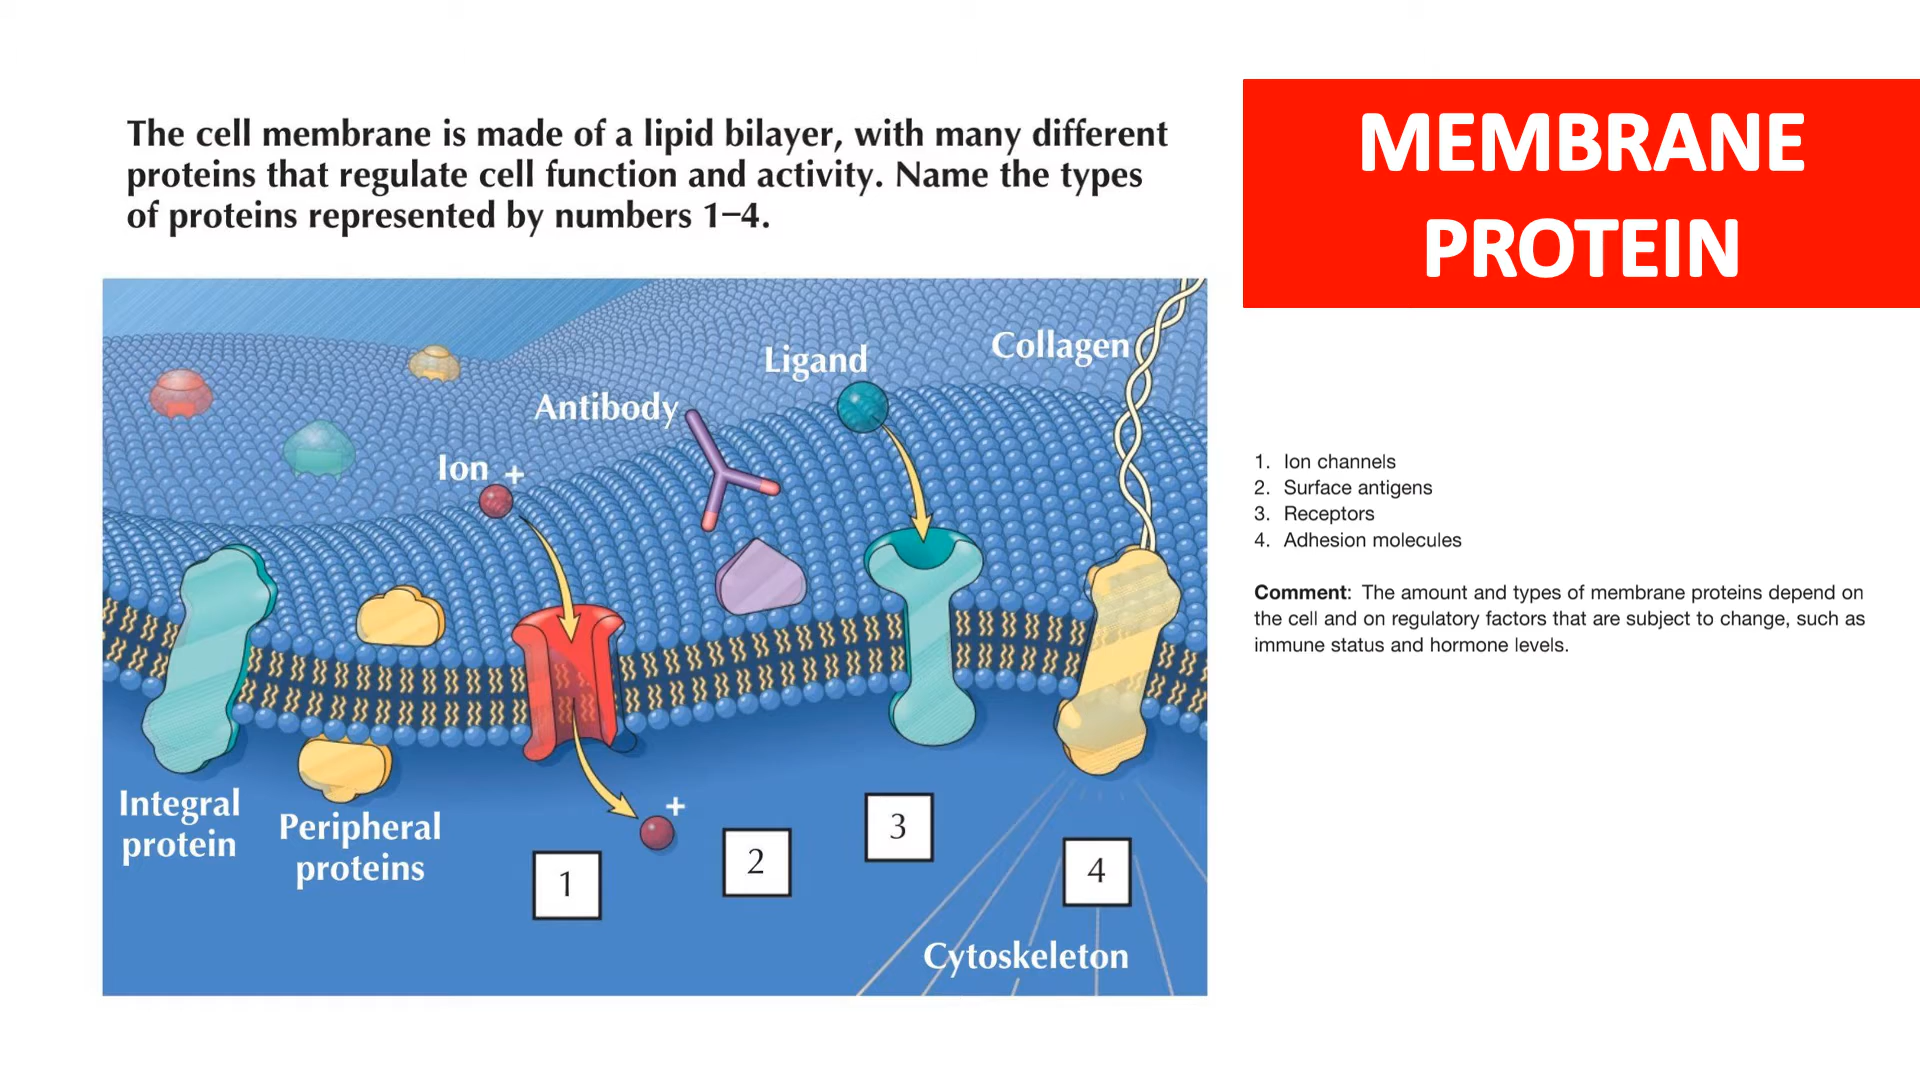 The cell membrane is made of a lipid bilayer, with many different
proteins that regulate cell function and activity. Name the types
of proteins represented by numbers 1–4.
MEMBRANE
PROTEIN
Collagen
Ligand
Antibody
Ion +
Integral
protein
Peripheral
proteins
+
1
2
3
4
Cytoskeleton
1. Ion channels
2. Surface antigens
3. Receptors
4. Adhesion molecules
Comment: The amount and types of membrane proteins depend on
the cell and on regulatory factors that are subject to change, such as
immune status and hormone levels.